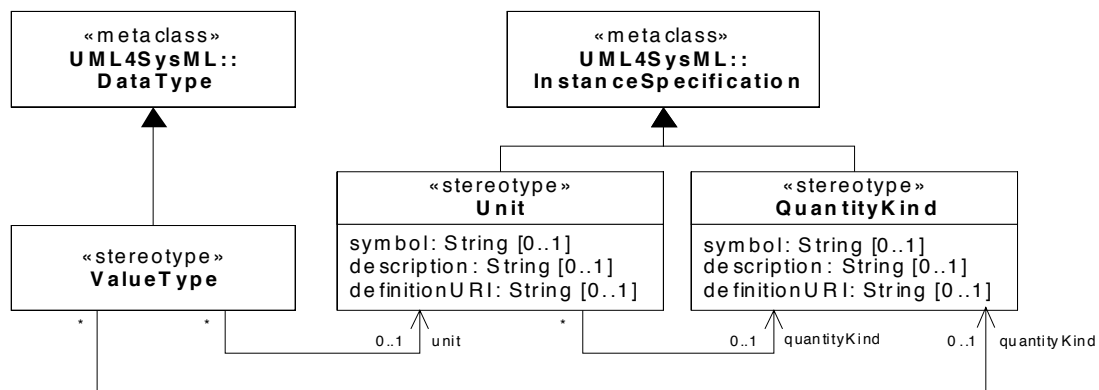 «metaclass»
UML4SysML::
DataType
«metaclass»
UML4SysML::
InstanceSpecification
«stereotype»
Unit
symbol: String [0..1]
description: String [0..1]
definitionURI: String [0..1]
«stereotype»
QuantityKind
symbol: String [0..1]
description: String [0..1]
definitionURI: String [0..1]
«stereotype»
ValueType
*
*
0..1
unit
*
0..1
quantityKind
0..1
quantityKind